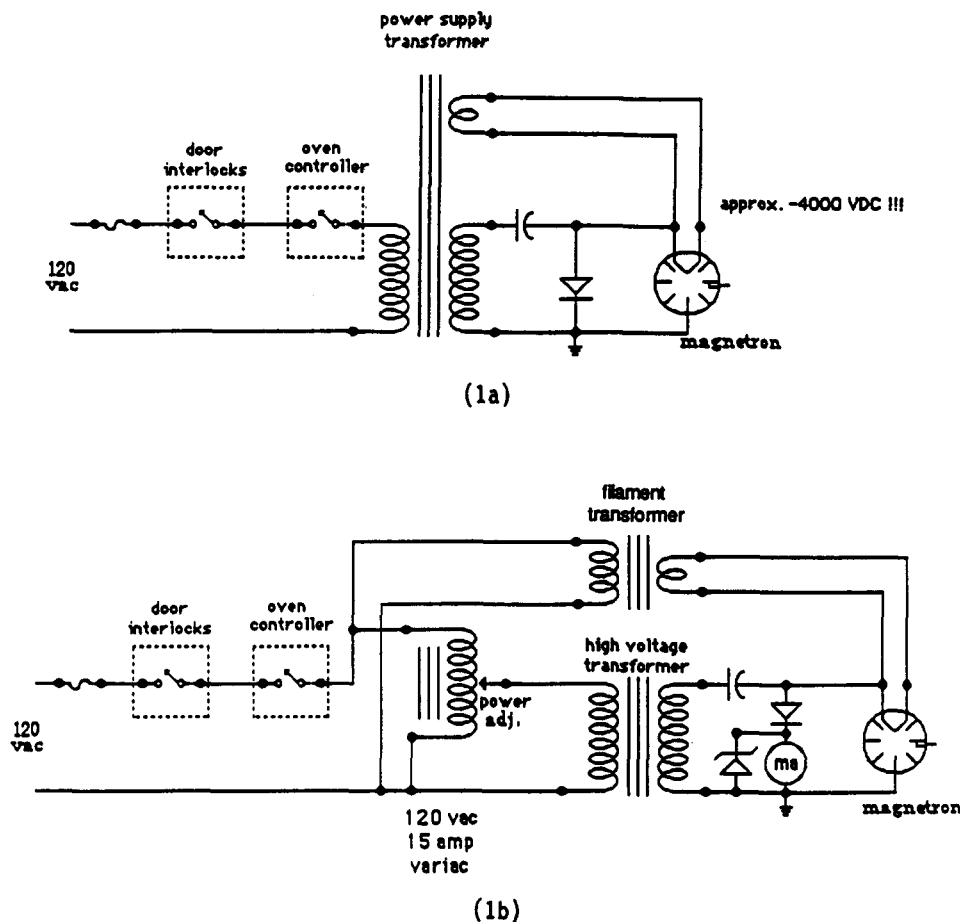 power supply
transformer
door
interlocks
oven
controller
120
vac
approx. -4000 VDC !!!
magnetron
(1a)
filament
transformer
door
interlocks
oven
controller
high voltage
transformer
power
adj.
120
vac
ma
magnetron
120 vac
15 amp
variac
(1b)